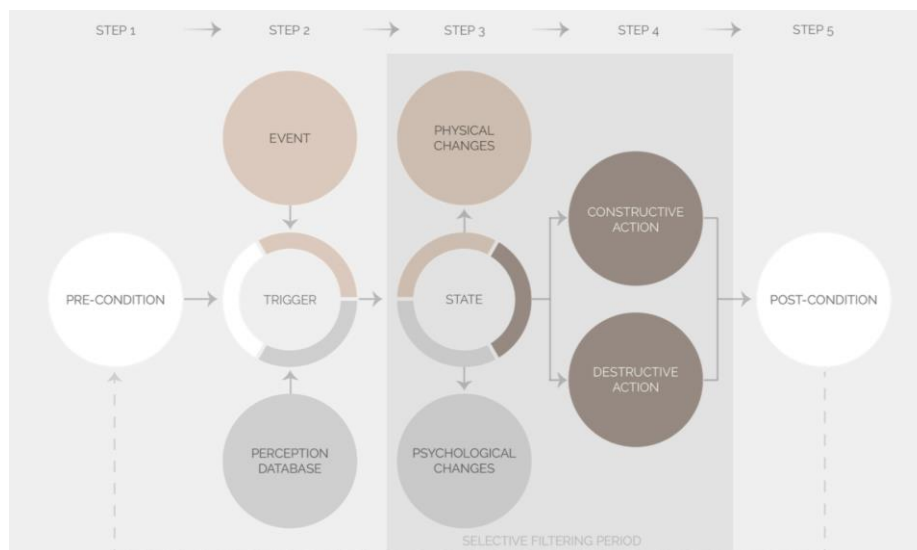 STEP 1
STEP 2
STEP 3
STEP 4
STEP 5
EVENT
PHYSICAL
CHANGES
CONSTRUCTIVE
ACTION
PRE-CONDITION
TRIGGER
STATE
POST-CONDITION
DESTRUCTIVE
ACTION
PERCEPTION
DATABASE
PSYCHOLOGICAL
CHANGES
SELECTIVE FILTERING PERIOD